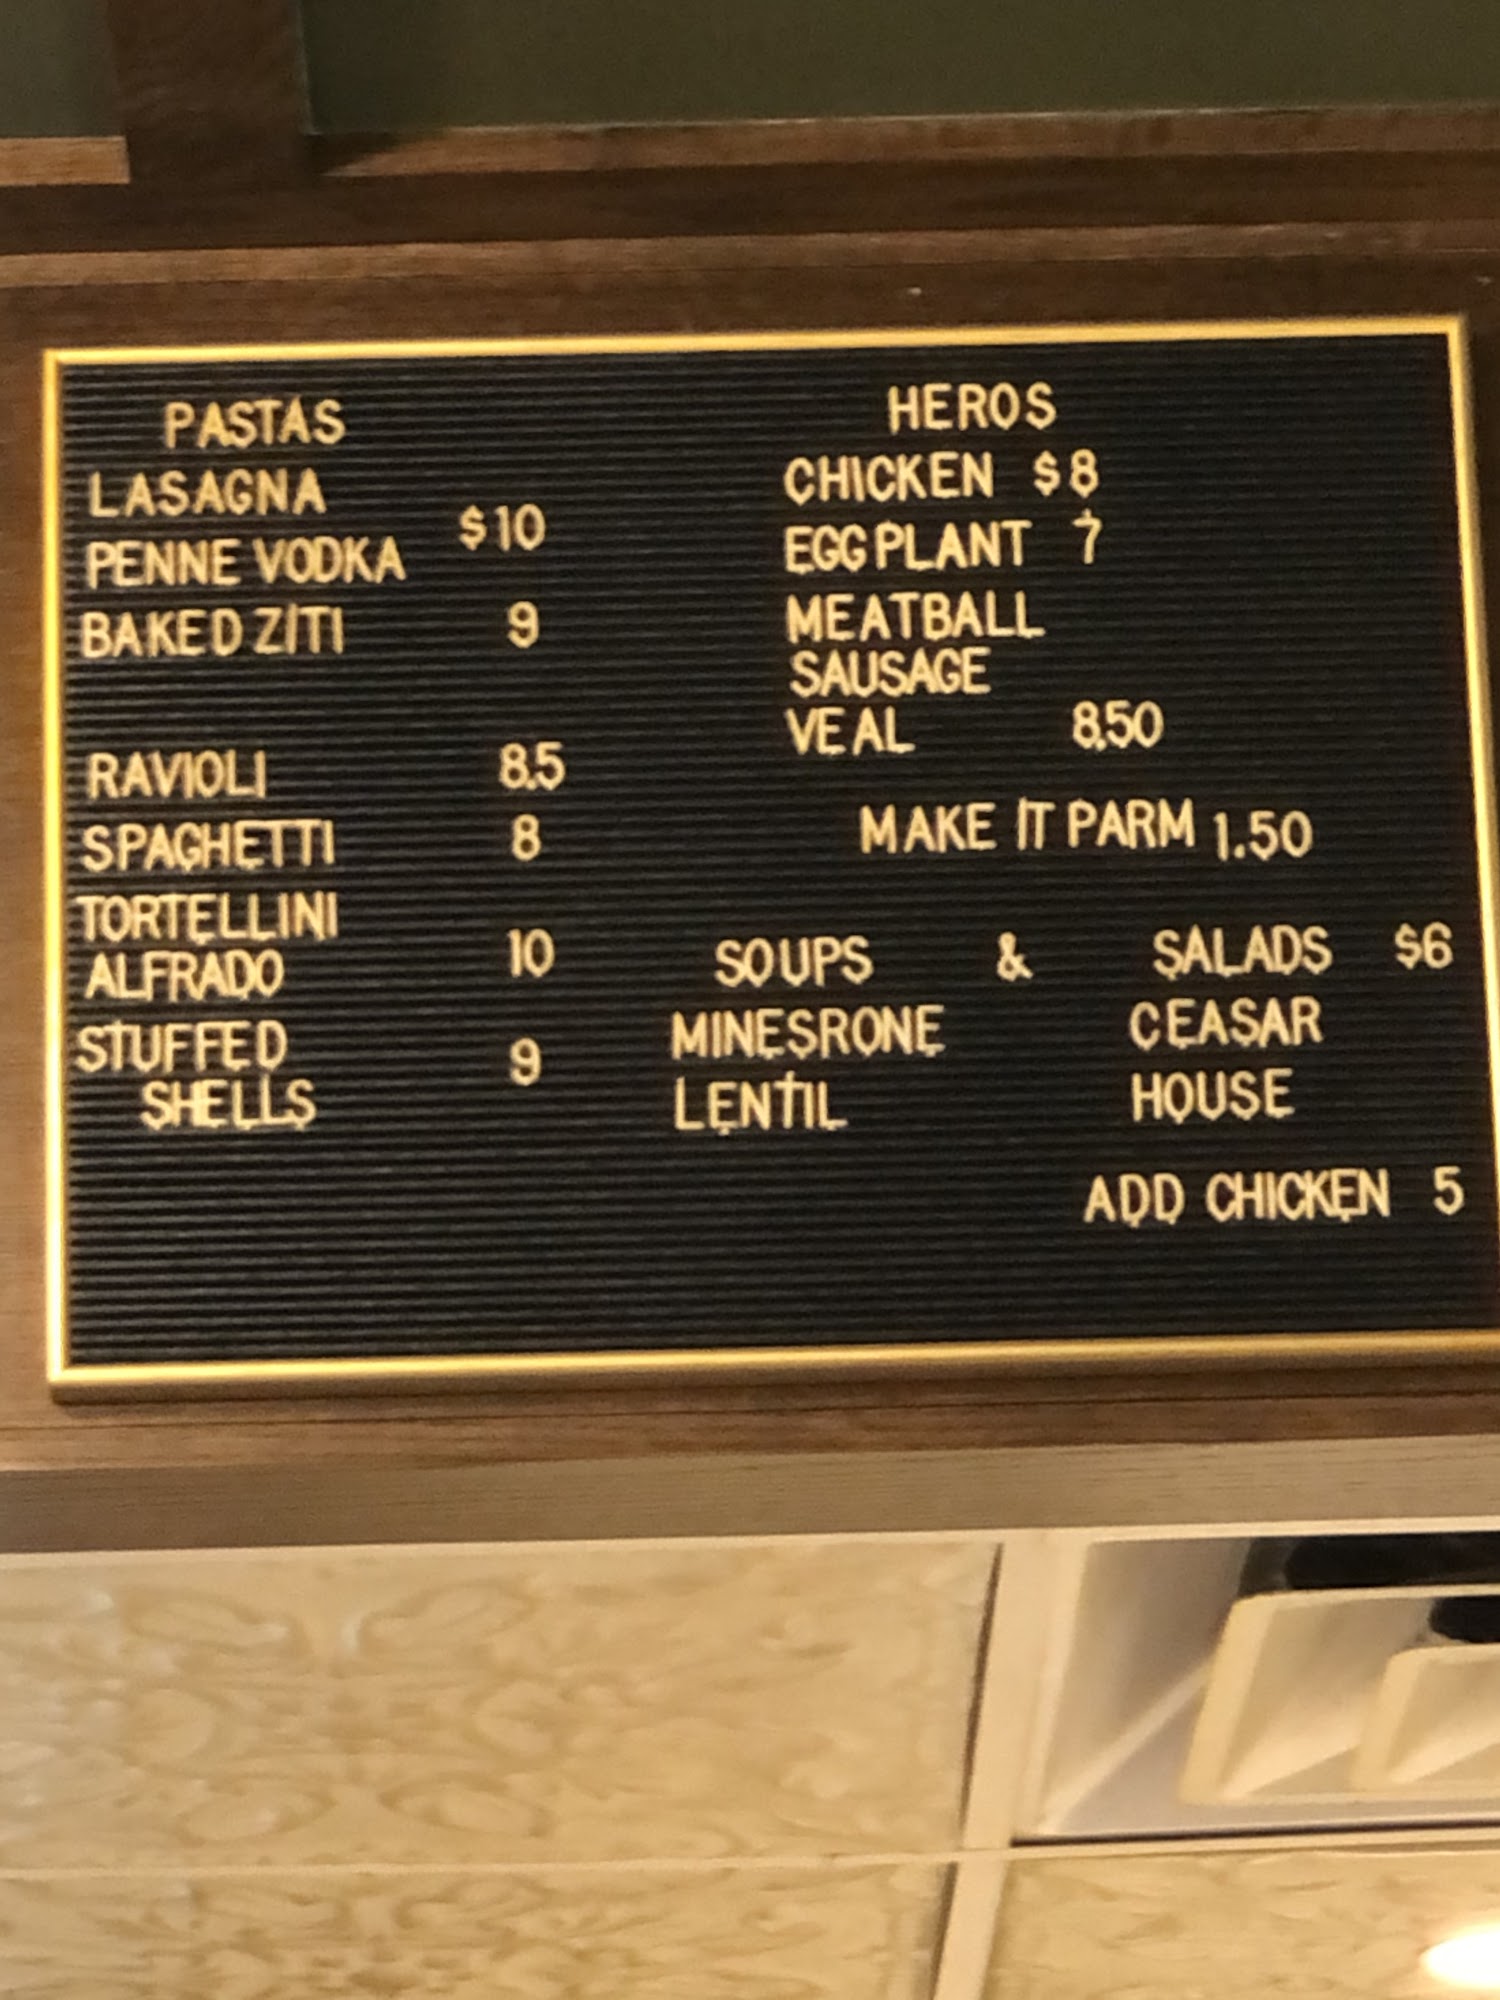 PASTAS
LASAGNA
$10
PENNE VODKA
BAKED ZITI 9
RAVIOLI 8.5
SPAGHETTI 8
TORTELLINI
ALFRADO 10
STUFFED
9
SHELLS
HEROS
CHICKEN $8
EGGPLANT 7
MEATBALL
SAUSAGE
VEAL 8.50
MAKE IT PARM 1.50
SOUPS & SALADS $6
MINESRONE CEASAR
LENTIL HOUSE
ADD CHICKEN 5